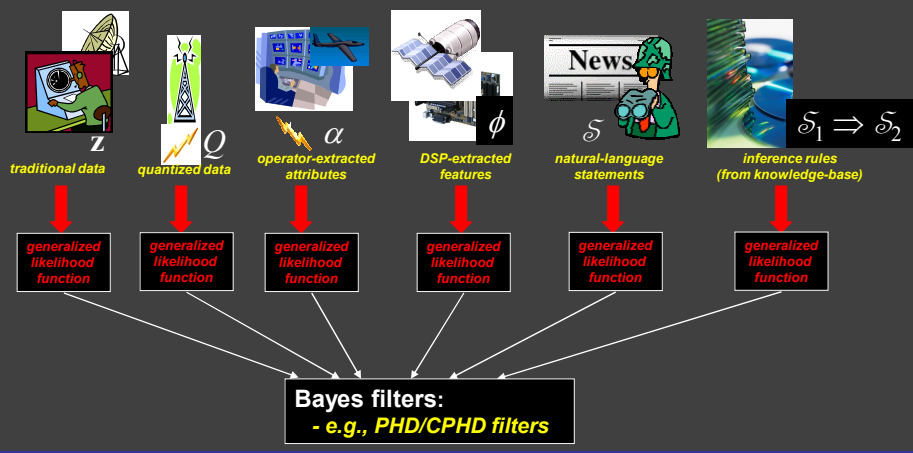 News
z
Q
α
ϕ
𝒮
𝒮₁ ⇒ 𝒮₂
traditional data
quantized data
operator-extracted
attributes
DSP-extracted
features
natural-language
statements
inference rules
(from knowledge-base)
generalized
likelihood
function
generalized
likelihood
function
generalized
likelihood
function
generalized
likelihood
function
generalized
likelihood
function
generalized
likelihood
function
Bayes filters:
- e.g., PHD/CPHD filters